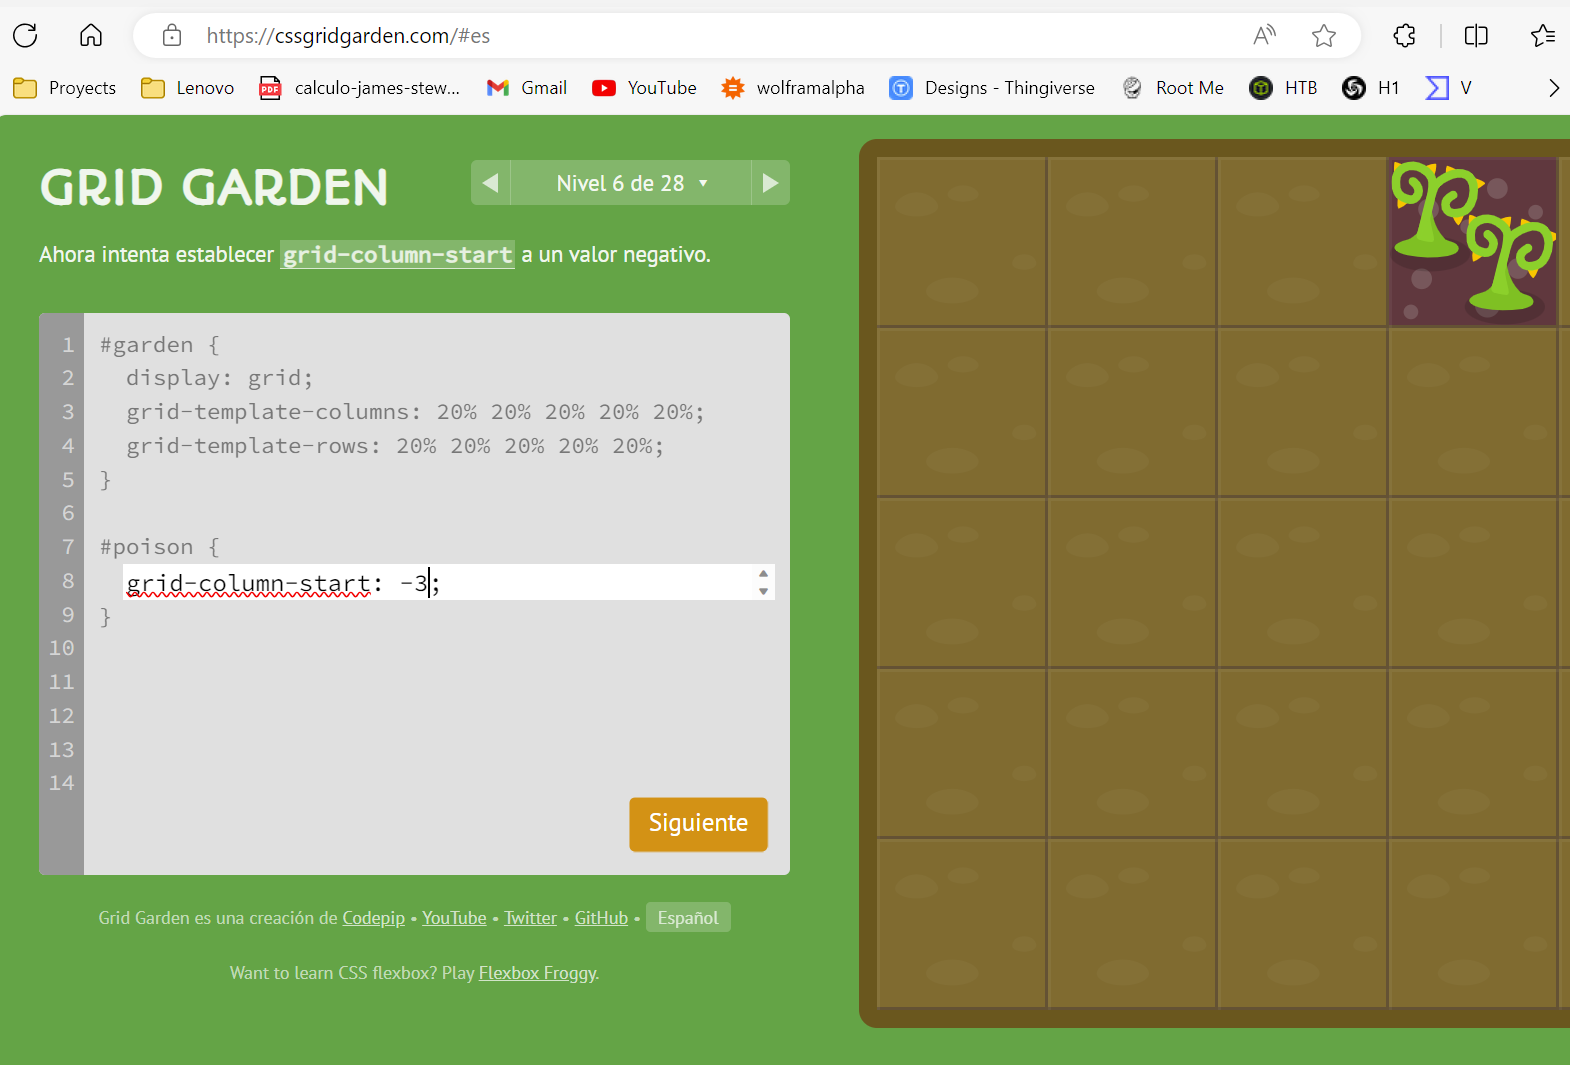 https://cssgridgarden.com/#es
Proyects Lenovo calculo-james-stew... Gmail YouTube wolframalpha Designs - Thingiverse Root Me HTB H1 V
GRID GARDEN
Nivel 6 de 28
Ahora intenta establecer grid-column-start a un valor negativo.
1 #garden {
2 display: grid;
3 grid-template-columns: 20% 20% 20% 20% 20%;
4 grid-template-rows: 20% 20% 20% 20% 20%;
5 }
6
7 #poison {
8 grid-column-start: -3;
9 }
10
11
12
13
14
Siguiente
Grid Garden es una creación de Codepip • YouTube • Twitter • GitHub • Español
Want to learn CSS flexbox? Play Flexbox Froggy.